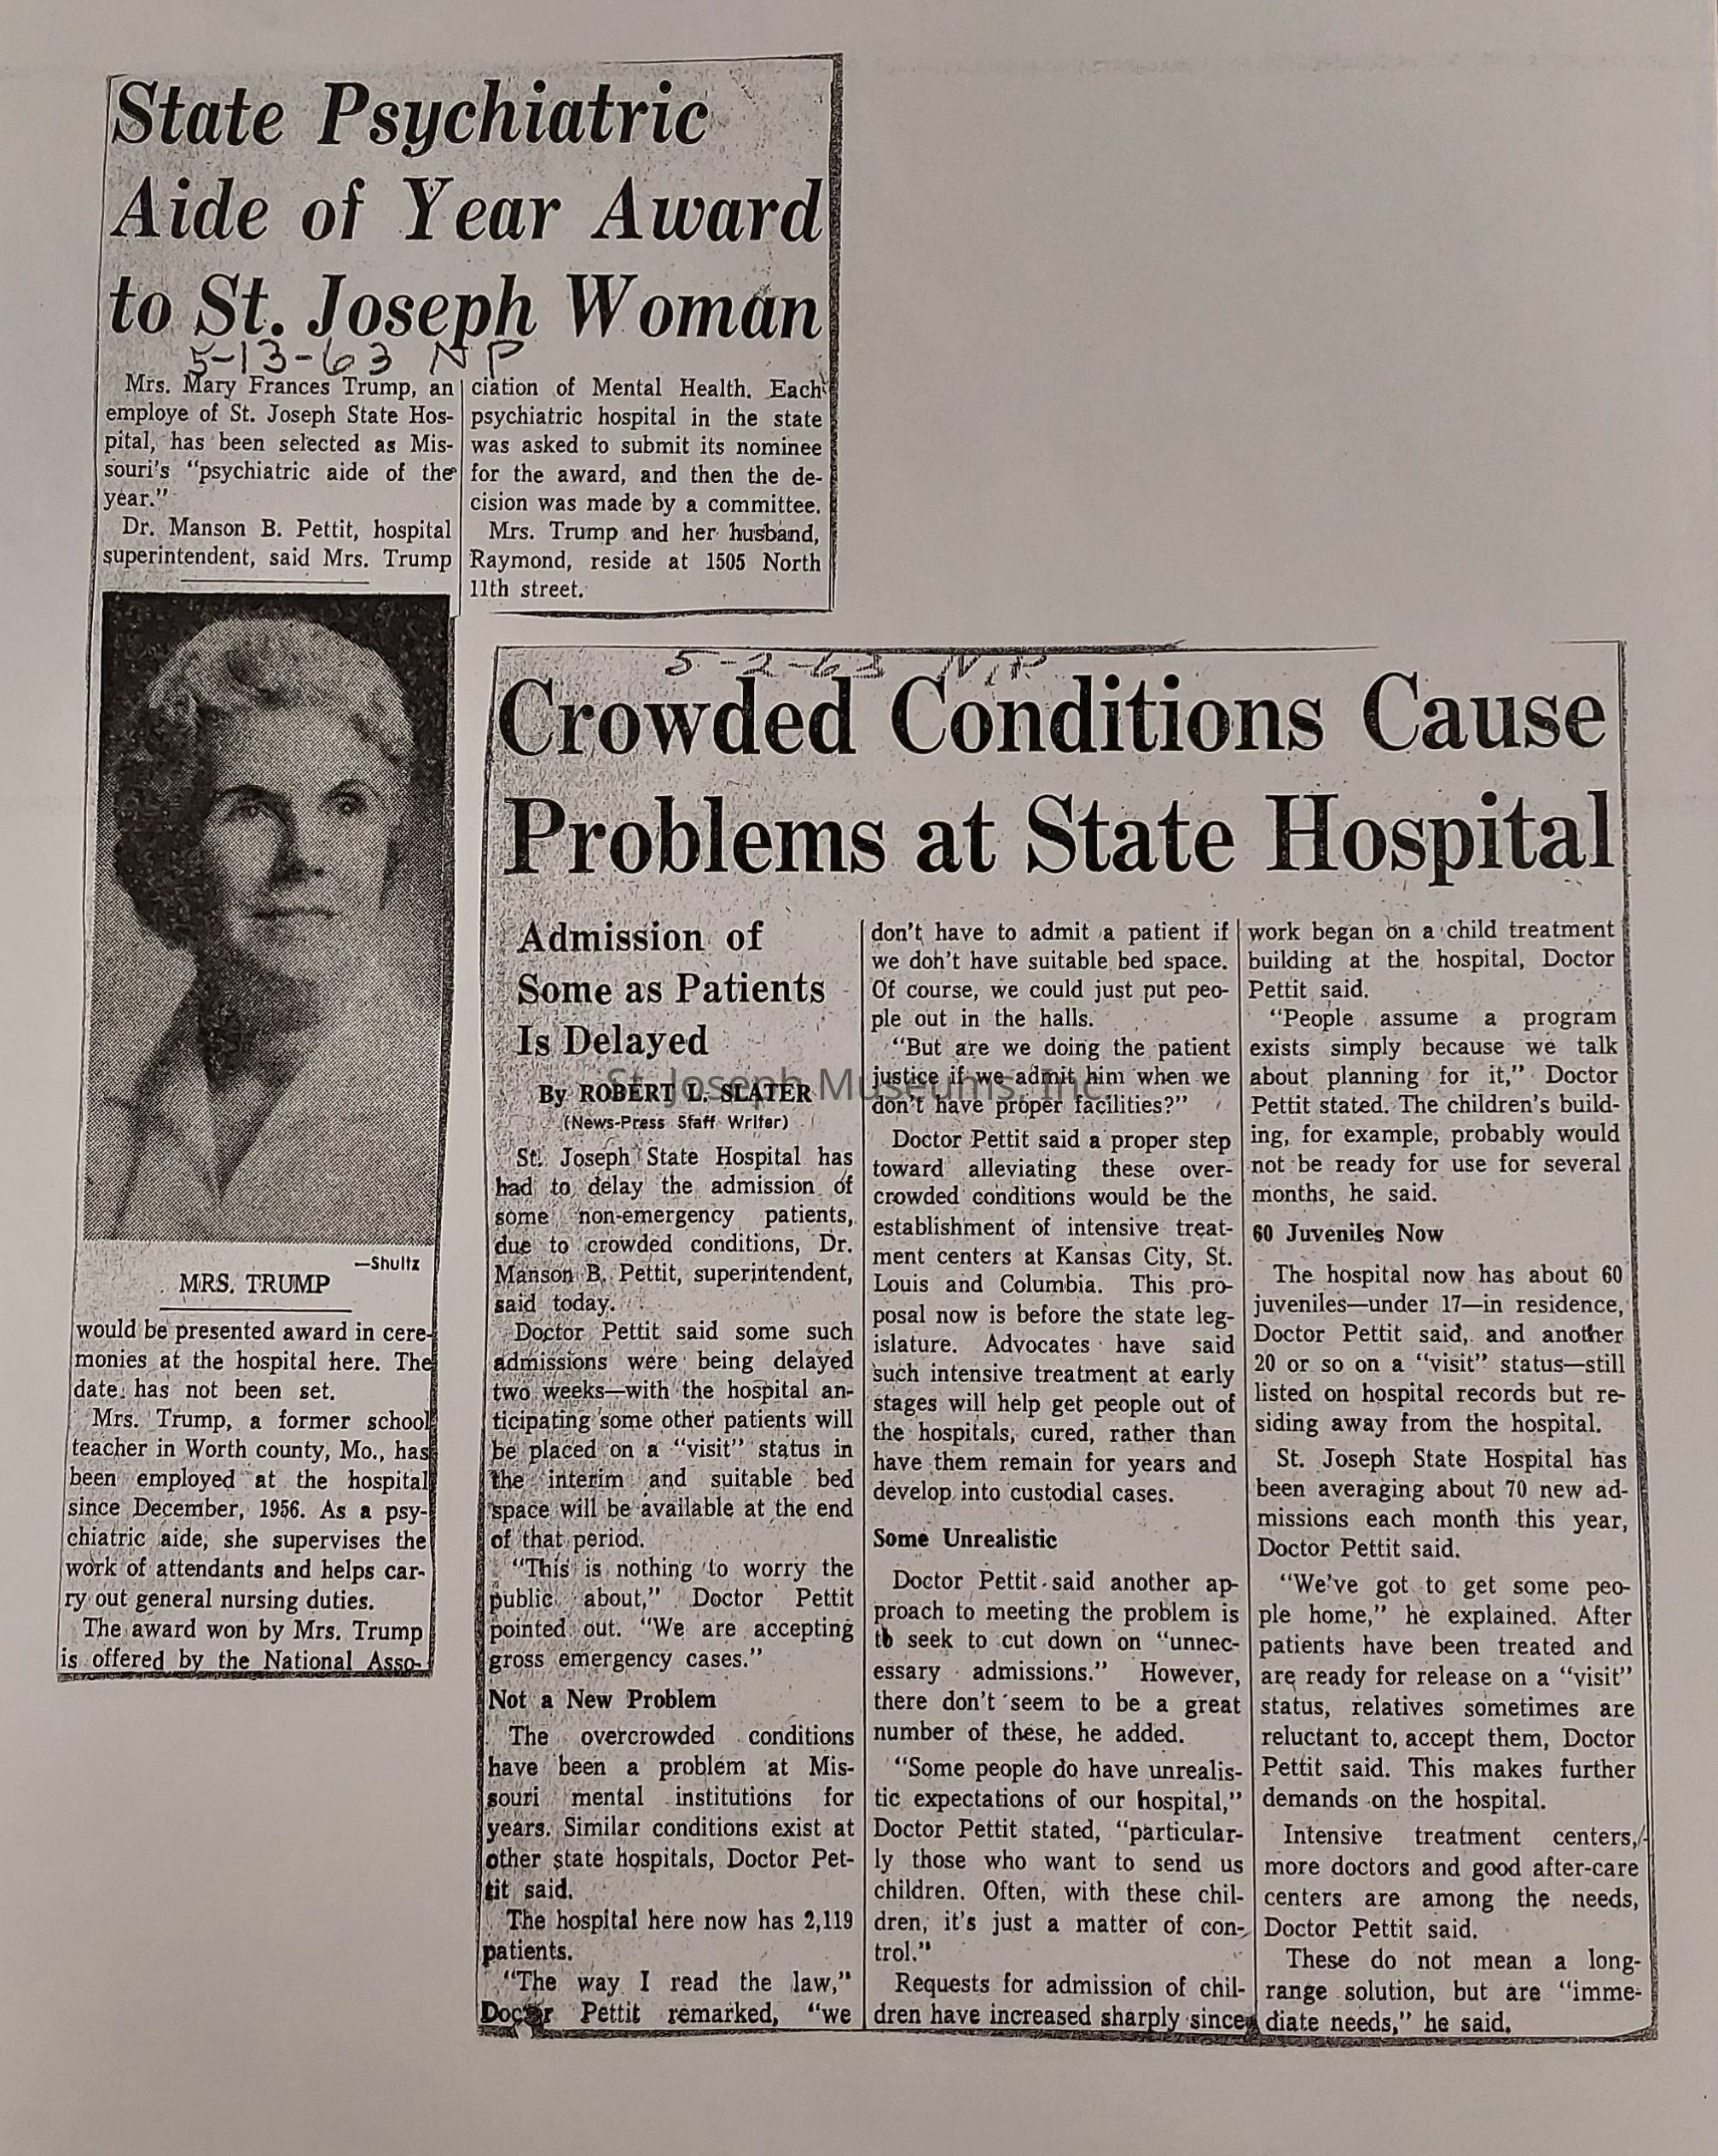 State Psychiatric
Aide of Year Award
to St. Joseph Woman
5-13-63 NP
Mrs. Mary Frances Trump, an
employe of St. Joseph State Hos-
pital, has been selected as Mis-
souri's "psychiatric aide of the
year."
Dr. Manson B. Pettit, hospital
superintendent, said Mrs. Trump
—Shultz
MRS. TRUMP
would be presented award in cere-
monies at the hospital here. The
date has not been set.
Mrs. Trump, a former school
teacher in Worth county, Mo., has
been employed at the hospital
since December, 1956. As a psy-
chiatric aide, she supervises the
work of attendants and helps car-
ry out general nursing duties.
The award won by Mrs. Trump
is offered by the National Asso-
ciation of Mental Health. Each
psychiatric hospital in the state
was asked to submit its nominee
for the award, and then the de-
cision was made by a committee.
Mrs. Trump and her husband,
Raymond, reside at 1505 North
11th street.
5-2-63 NP
Crowded Conditions Cause
Problems at State Hospital
Admission of
Some as Patients
Is Delayed
By ROBERT L. SLATER
(News-Press Staff Writer)
St. Joseph State Hospital has
had to delay the admission of
some non-emergency patients,
due to crowded conditions, Dr.
Manson B. Pettit, superintendent,
said today.
Doctor Pettit said some such
admissions were being delayed
two weeks—with the hospital an-
ticipating some other patients will
be placed on a "visit" status in
the interim and suitable bed
space will be available at the end
of that period.
"This is nothing to worry the
public about," Doctor Pettit
pointed out. "We are accepting
gross emergency cases."
Not a New Problem
The overcrowded conditions
have been a problem at Mis-
souri mental institutions for
years. Similar conditions exist at
other state hospitals, Doctor Pet-
tit said.
The hospital here now has 2,119
patients.
"The way I read the law,"
Doctor Pettit remarked, "we
don't have to admit a patient if
we doh't have suitable bed space.
Of course, we could just put peo-
ple out in the halls.
"But are we doing the patient
justice if we admit him when we
don't have proper facilities?"
Doctor Pettit said a proper step
toward alleviating these over-
crowded conditions would be the
establishment of intensive treat-
ment centers at Kansas City, St.
Louis and Columbia. This pro-
posal now is before the state leg-
islature. Advocates have said
such intensive treatment at early
stages will help get people out of
the hospitals, cured, rather than
have them remain for years and
develop into custodial cases.
Some Unrealistic
Doctor Pettit said another ap-
proach to meeting the problem is
to seek to cut down on "unnec-
essary admissions." However,
there don't seem to be a great
number of these, he added.
"Some people do have unrealis-
tic expectations of our hospital,"
Doctor Pettit stated, "particular-
ly those who want to send us
children. Often, with these chil-
dren, it's just a matter of con-
trol."
Requests for admission of chil-
dren have increased sharply since
work began on a child treatment
building at the hospital, Doctor
Pettit said.
"People assume a program
exists simply because we talk
about planning for it," Doctor
Pettit stated. The children's build-
ing, for example, probably would
not be ready for use for several
months, he said.
60 Juveniles Now
The hospital now has about 60
juveniles—under 17—in residence,
Doctor Pettit said, and another
20 or so on a "visit" status—still
listed on hospital records but re-
siding away from the hospital.
St. Joseph State Hospital has
been averaging about 70 new ad-
missions each month this year,
Doctor Pettit said.
"We've got to get some peo-
ple home," he explained. After
patients have been treated and
are ready for release on a "visit"
status, relatives sometimes are
reluctant to accept them, Doctor
Pettit said. This makes further
demands on the hospital.
Intensive treatment centers,
more doctors and good after-care
centers are among the needs,
Doctor Pettit said.
These do not mean a long-
range solution, but are "imme-
diate needs," he said.
St. Joseph Museums, Inc.